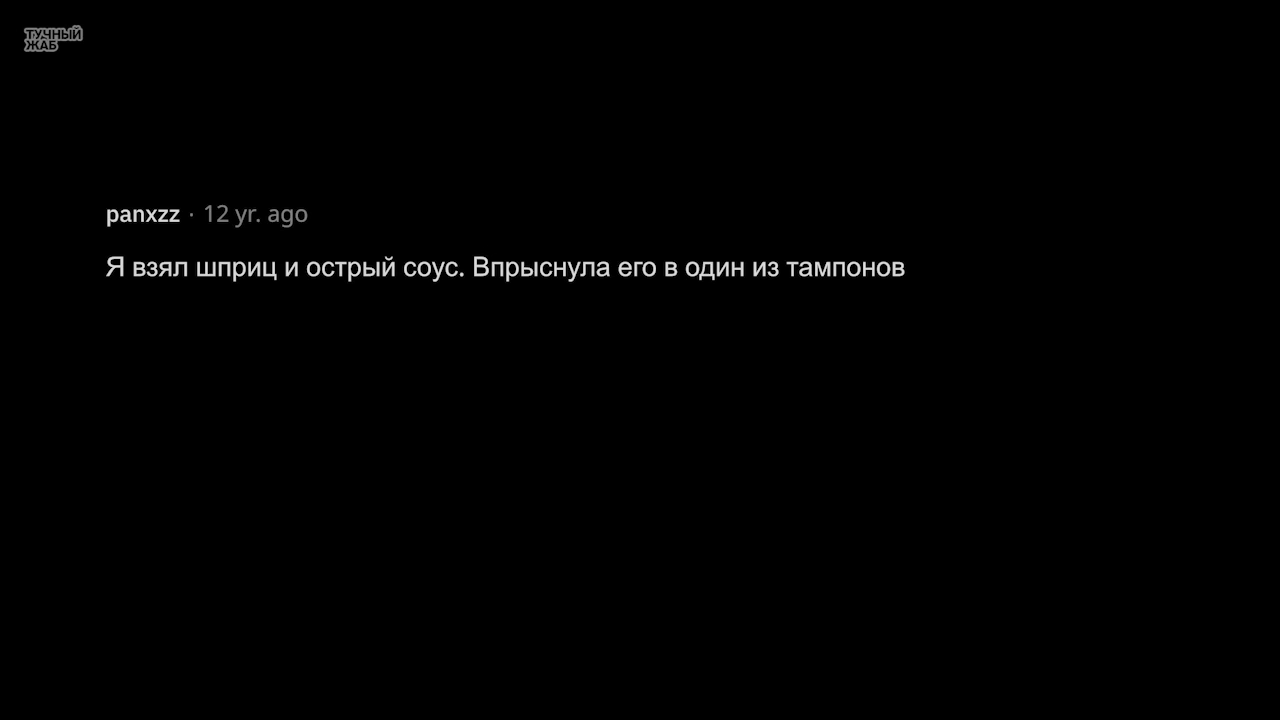 ТУЧНЫЙ
ЖАБ
panxzz · 12 yr. ago
Я взял шприц и острый соус. Впрыснула его в один из тампонов